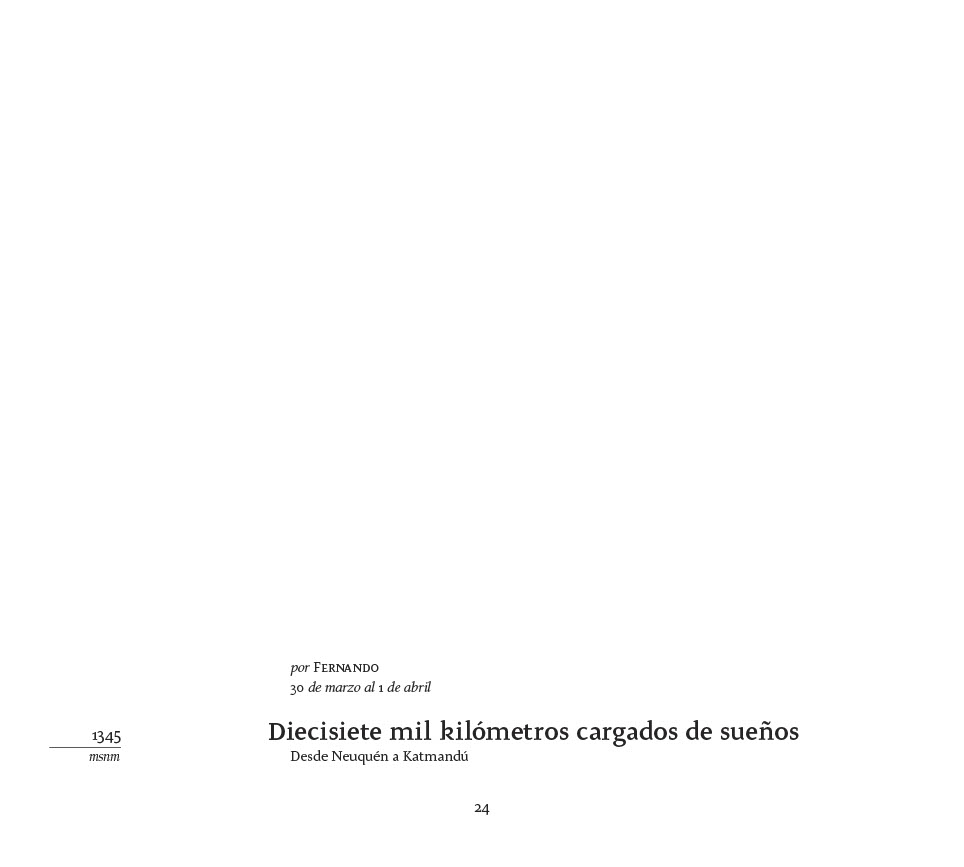 por Fernando
30 de marzo al 1 de abril
Diecisiete mil kilómetros cargados de sueños
Desde Neuquén a Katmandú
1345
msnm
24